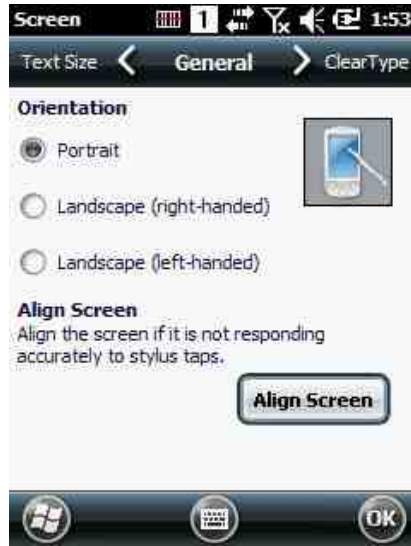 Screen 1 1:53
Text Size General ClearType
Orientation
Portrait
Landscape (right-handed)
Landscape (left-handed)
Align Screen
Align the screen if it is not responding
accurately to stylus taps.
Align Screen
OK